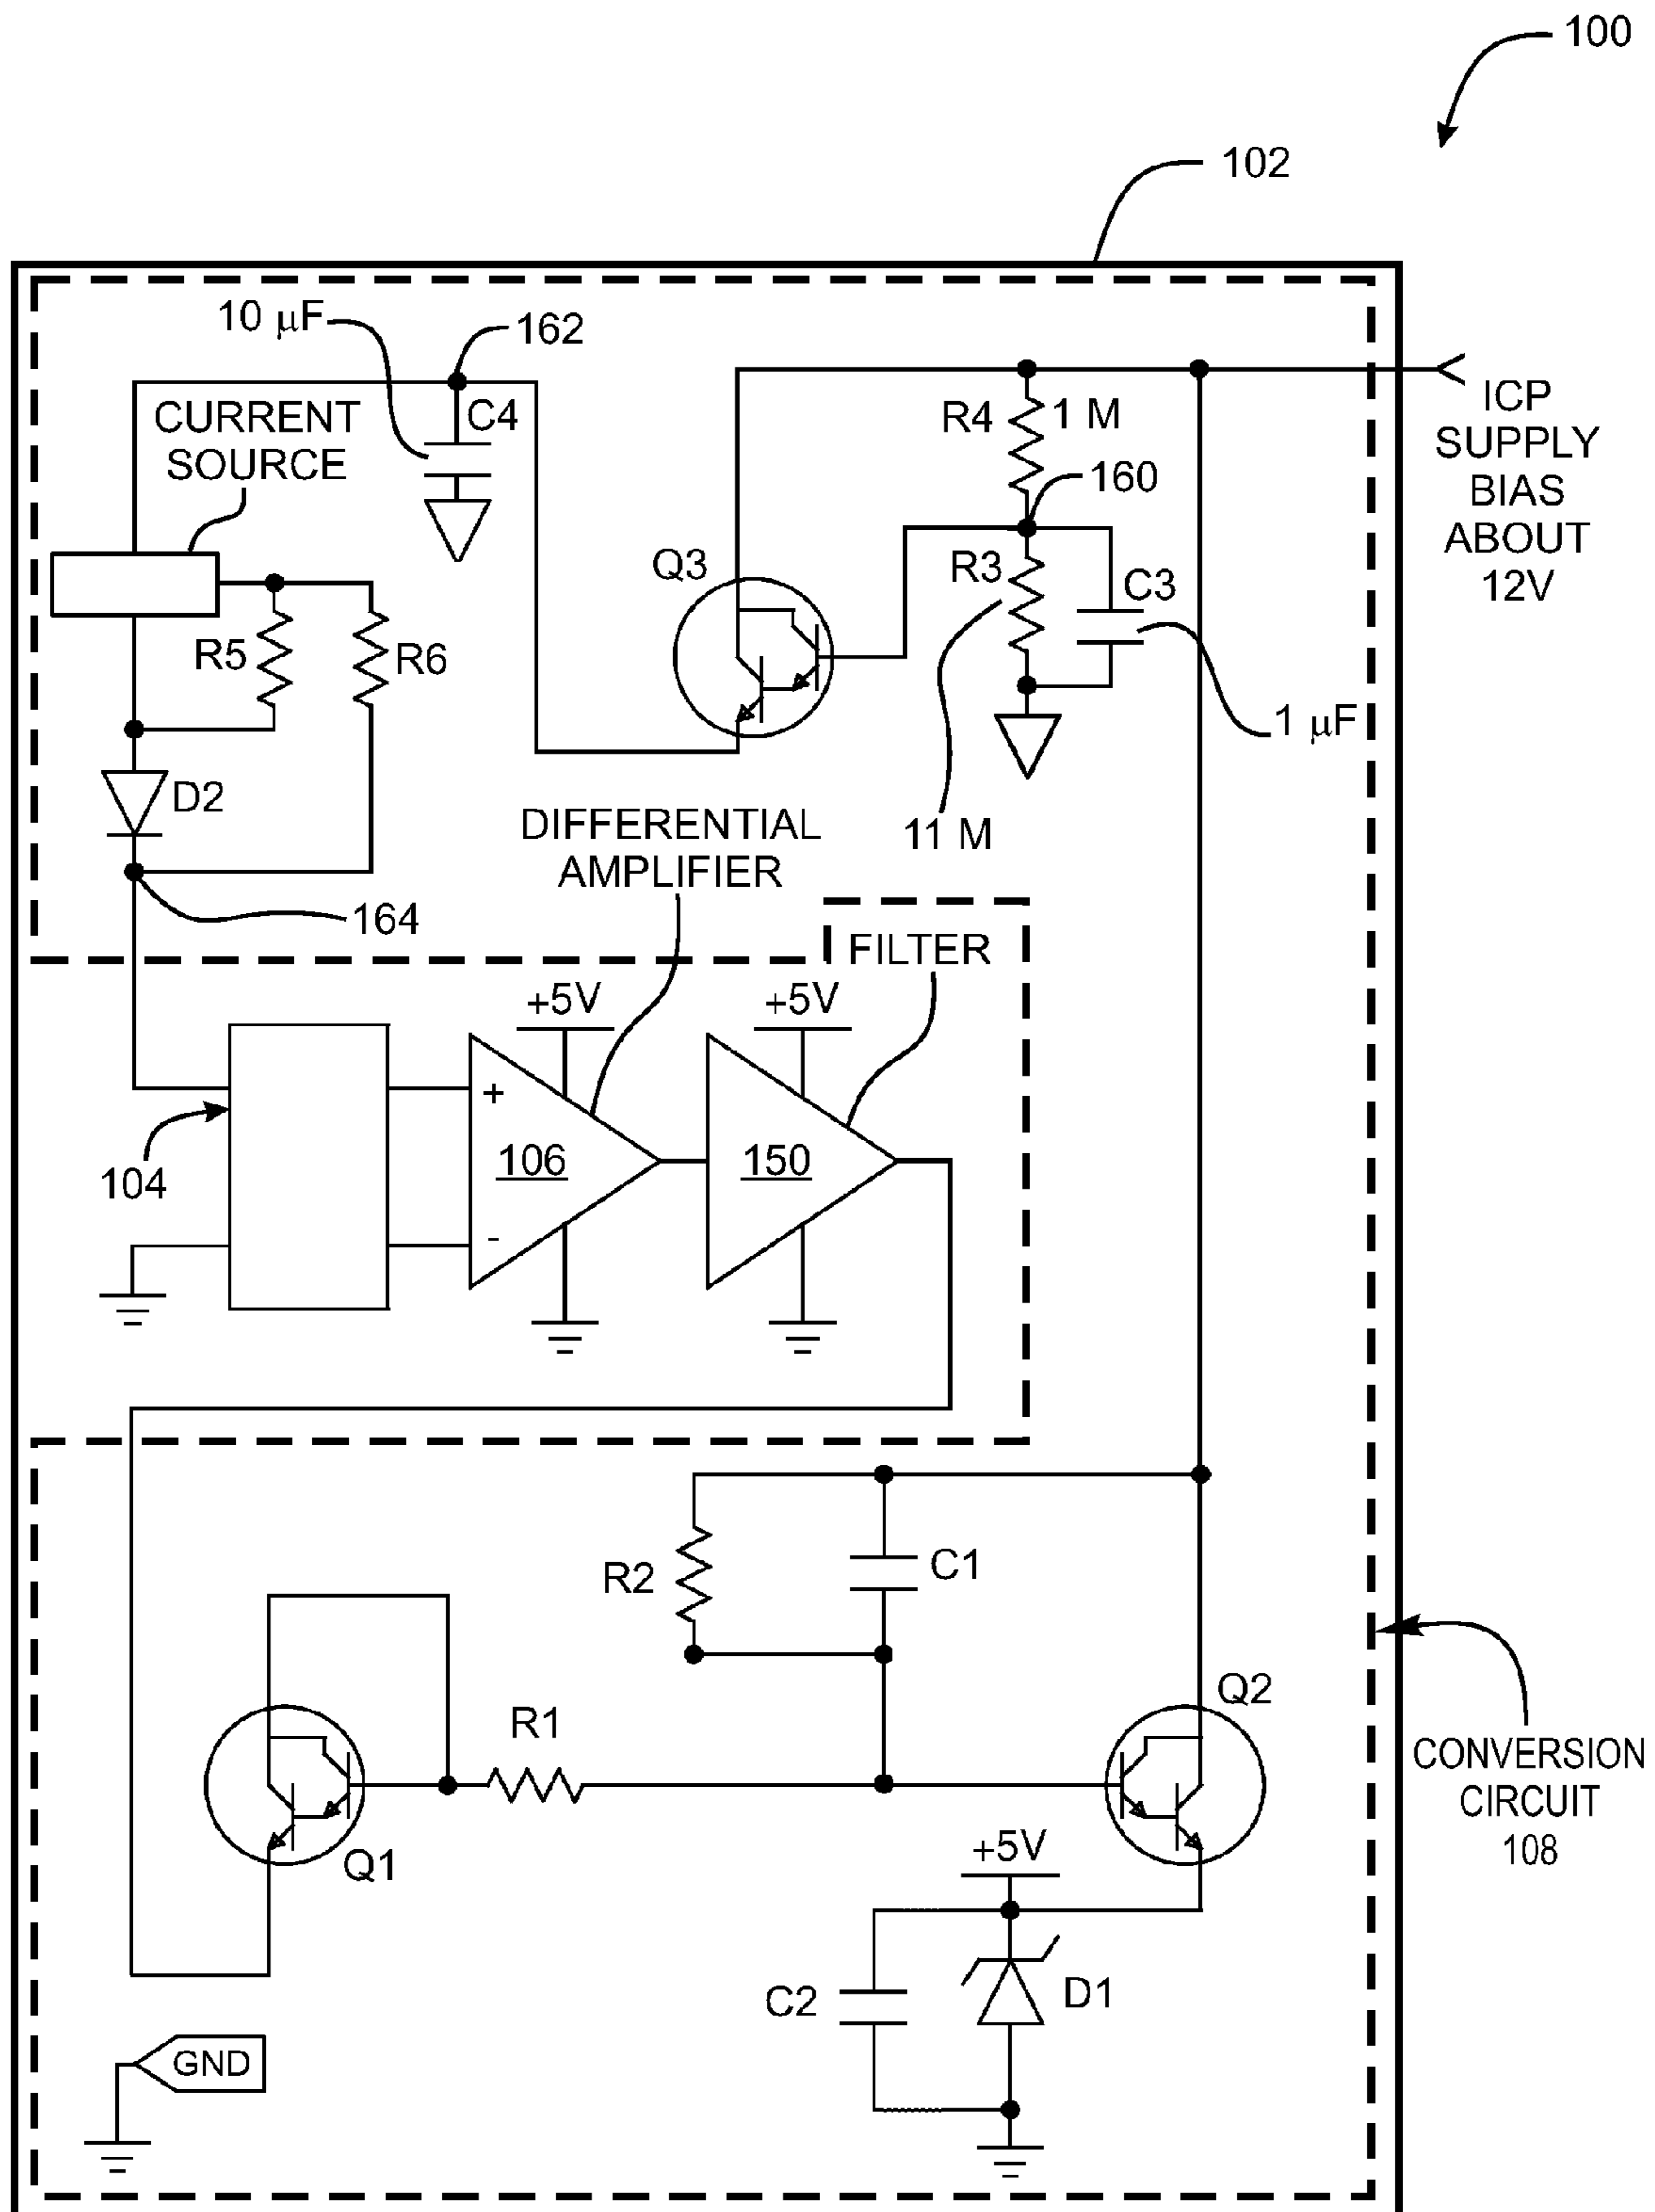 100
102
10 µF
162
C4
CURRENT
SOURCE
R4
1 M
160
ICP
SUPPLY
BIAS
ABOUT
12V
Q3
R3
C3
R5
R6
1 µF
D2
11 M
DIFFERENTIAL
AMPLIFIER
164
FILTER
+5V
+5V
+
106
150
-
104
R2
C1
Q2
R1
CONVERSION
CIRCUIT
108
Q1
+5V
C2
D1
GND